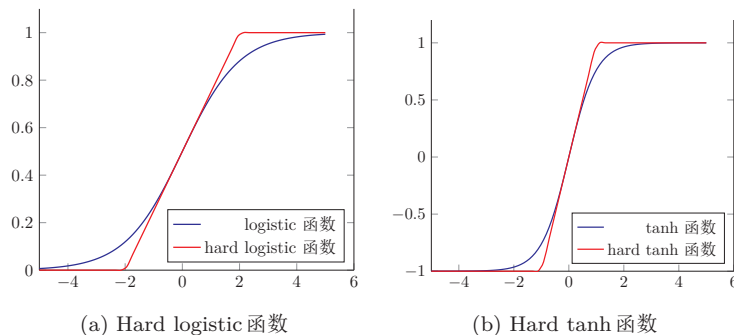 1
0.8
0.6
0.4
0.2
0
−4 −2 0 2 4 6
logistic 函数
hard logistic 函数
(a) Hard logistic 函数
1
0.5
0
−0.5
−1
−4 −2 0 2 4 6
tanh 函数
hard tanh 函数
(b) Hard tanh 函数